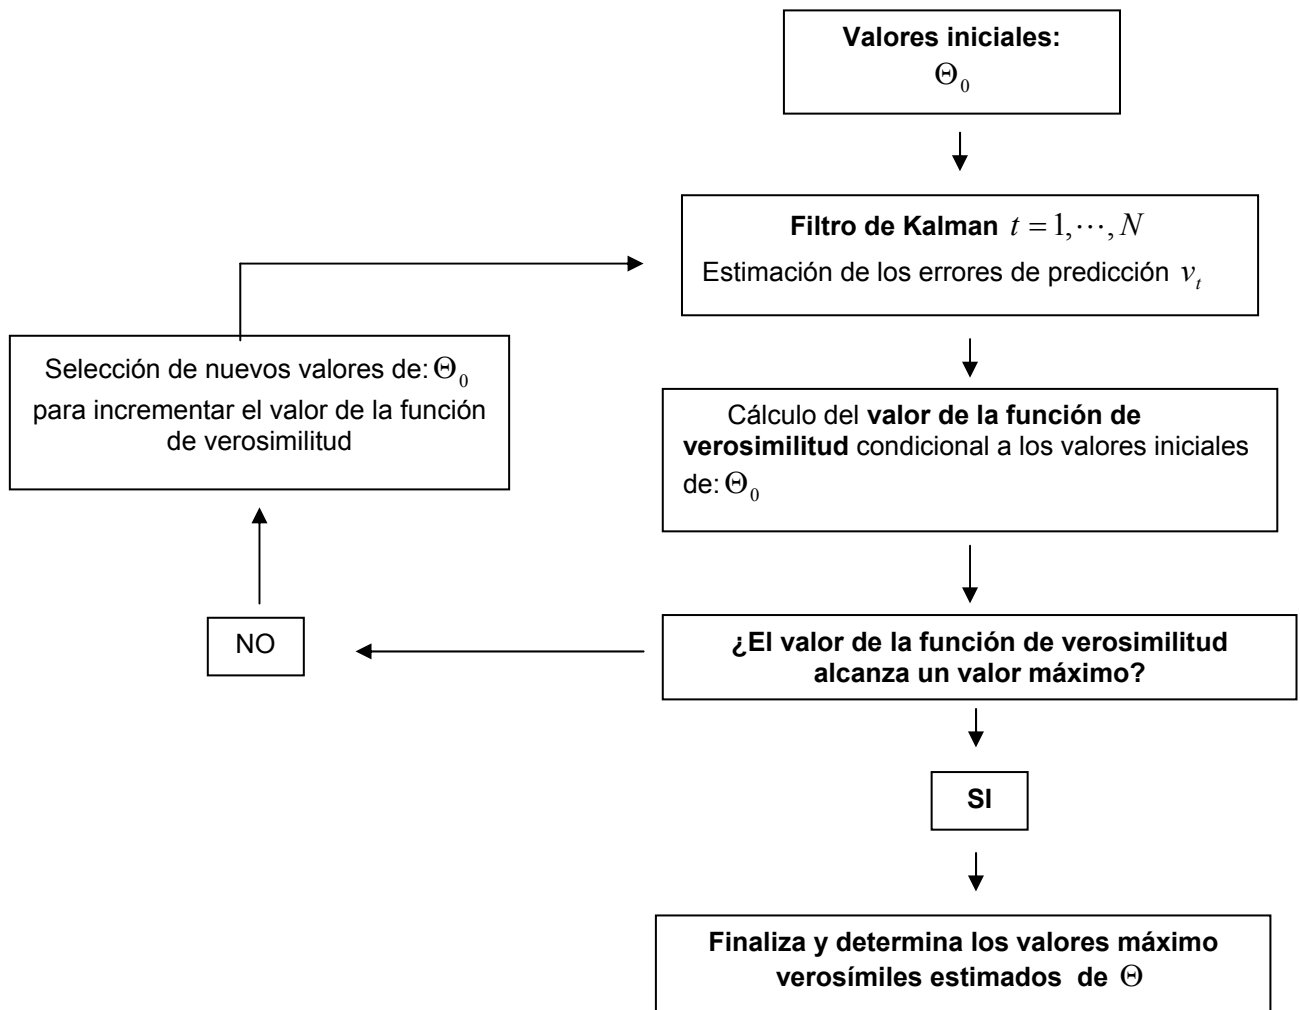 Valores iniciales:
Θ₀
Filtro de Kalman t = 1,⋯, N
Estimación de los errores de predicción vₜ
Selección de nuevos valores de: Θ₀
para incrementar el valor de la función
de verosimilitud
Cálculo del valor de la función de
verosimilitud condicional a los valores iniciales
de: Θ₀
NO
¿El valor de la función de verosimilitud
alcanza un valor máximo?
SI
Finaliza y determina los valores máximo
verosímiles estimados de Θ